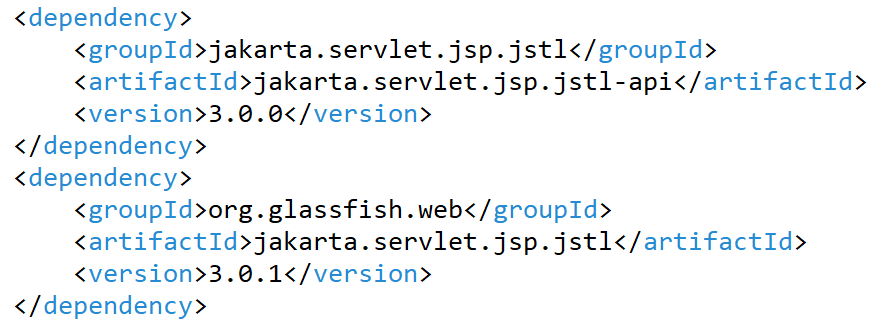 <dependency>
    <groupId>jakarta.servlet.jsp.jstl</groupId>
    <artifactId>jakarta.servlet.jsp.jstl-api</artifactId>
    <version>3.0.0</version>
</dependency>
<dependency>
    <groupId>org.glassfish.web</groupId>
    <artifactId>jakarta.servlet.jsp.jstl</artifactId>
    <version>3.0.1</version>
</dependency>